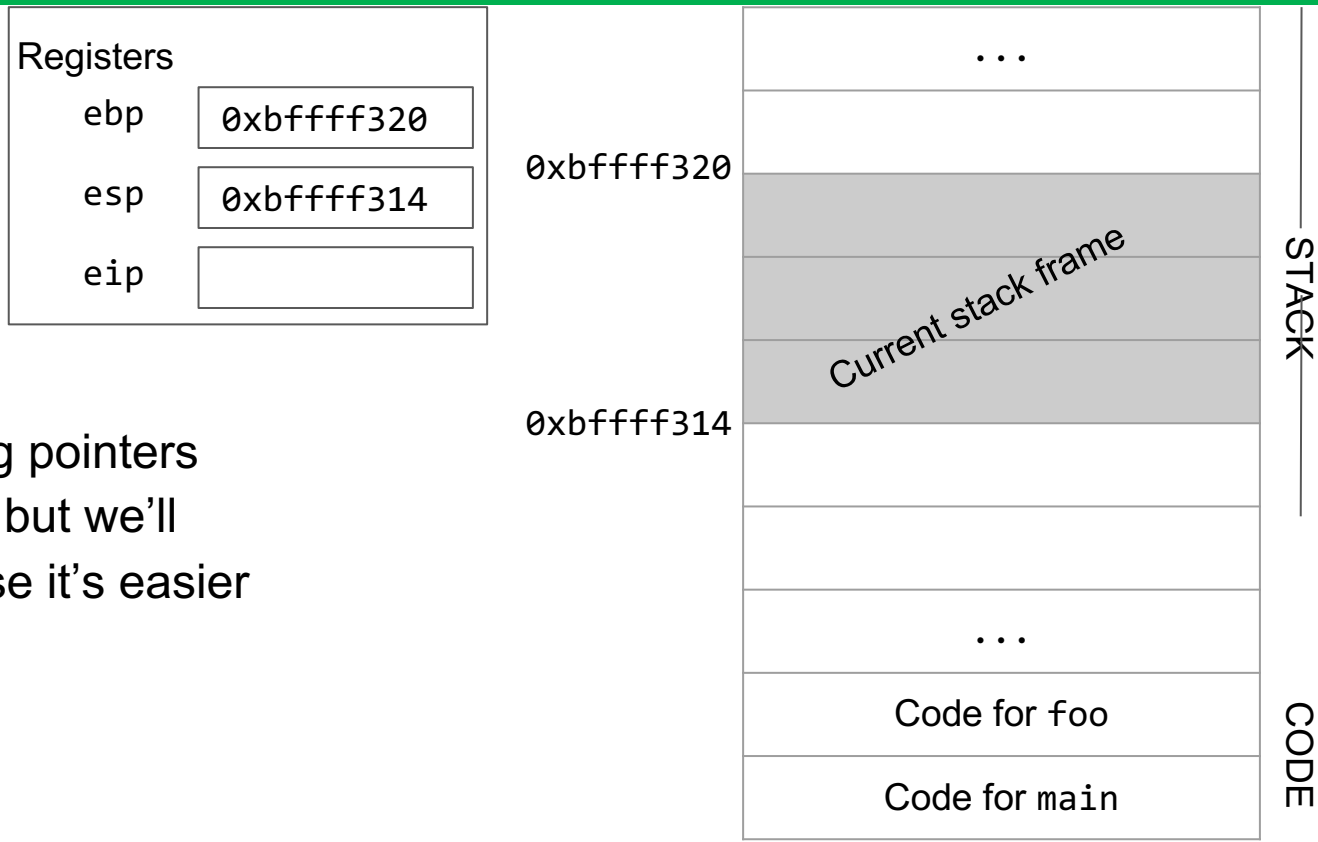 Registers
ebp 0xbffff320
esp 0xbffff314
eip
g pointers
but we'll
se it's easier
...
0xbffff320
Current stack frame
0xbffff314
...
Code for foo
Code for main
STACK
CODE